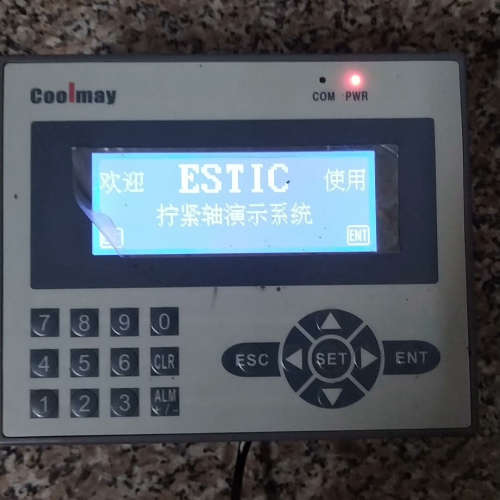 Coolmay
COM PWR
欢迎 ESTIC 使用
拧紧轴演示系统
ENT
7 8 9 0
4 5 6 CLR
1 2 3 ALM +/-
ESC SET ENT